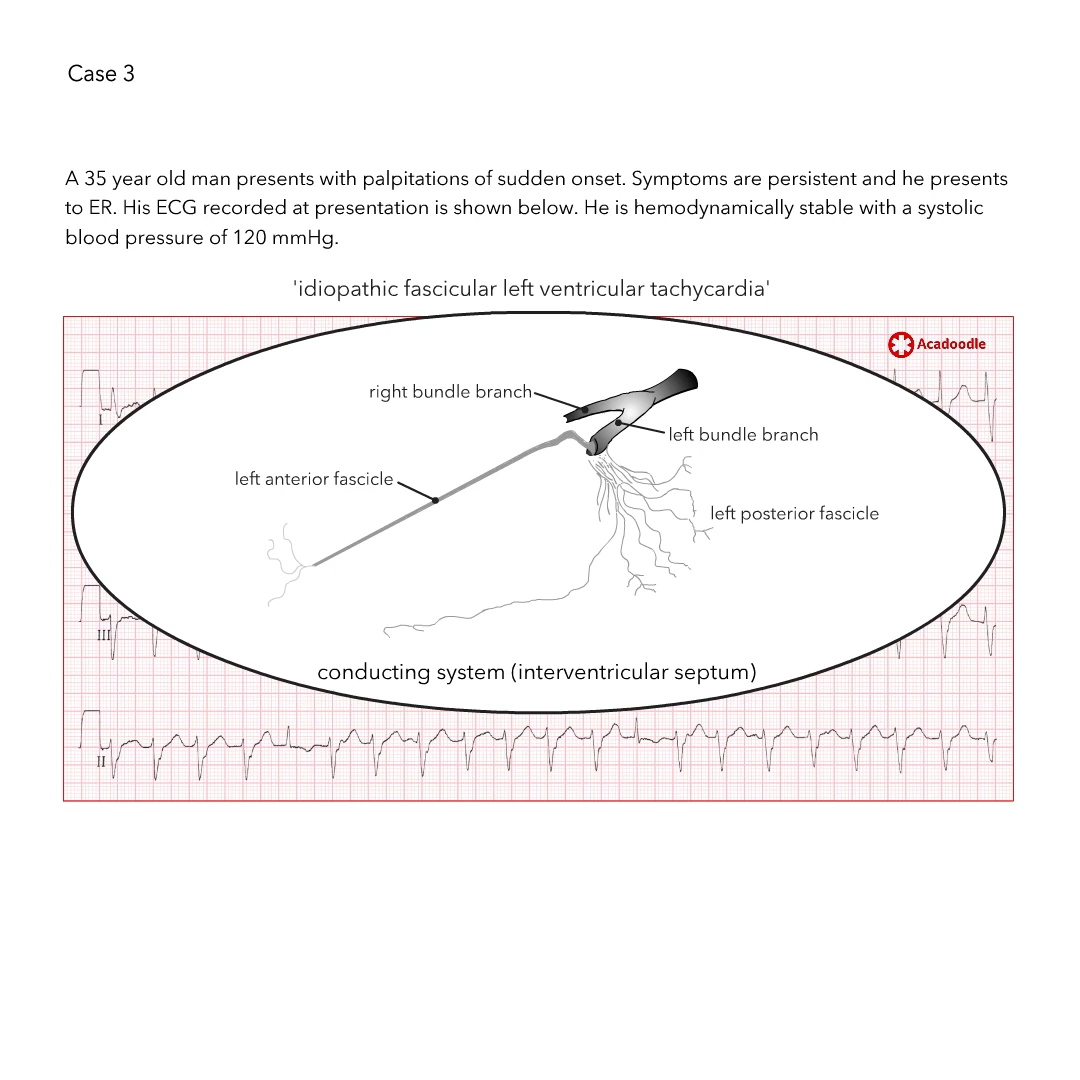 Case 3
A 35 year old man presents with palpitations of sudden onset. Symptoms are persistent and he presents
to ER. His ECG recorded at presentation is shown below. He is hemodynamically stable with a systolic
blood pressure of 120 mmHg.
'idiopathic fascicular left ventricular tachycardia'
Acadoodle
right bundle branch
I
left bundle branch
left anterior fascicle
left posterior fascicle
III
conducting system (interventricular septum)
II